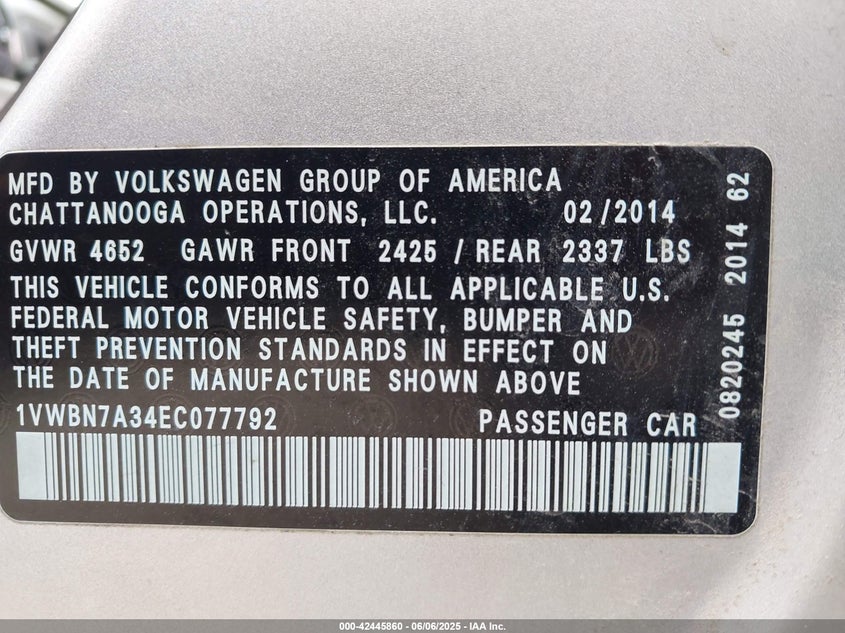 MFD BY VOLKSWAGEN GROUP OF AMERICA
CHATTANOOGA OPERATIONS, LLC. 02/2014
GVWR 4652 GAWR FRONT 2425 / REAR 2337 LBS
THIS VEHICLE CONFORMS TO ALL APPLICABLE U.S.
FEDERAL MOTOR VEHICLE SAFETY, BUMPER AND
THEFT PREVENTION STANDARDS IN EFFECT ON
THE DATE OF MANUFACTURE SHOWN ABOVE
1VWBN7A34EC077792 PASSENGER CAR
0820245 2014 62
000-42445860 - 06/06/2025 - IAA Inc.